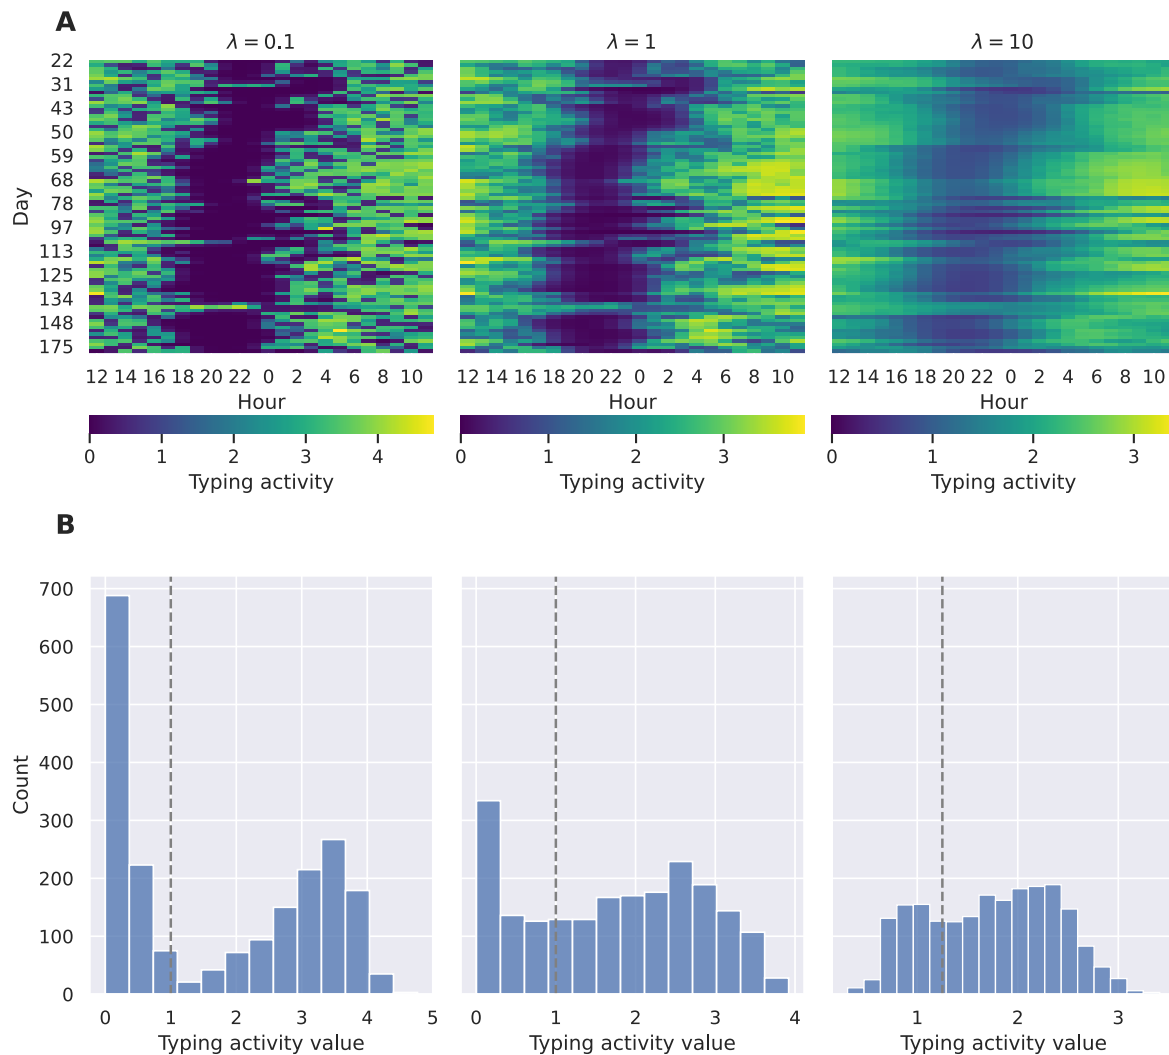 A
λ = 0.1 λ = 1 λ = 10
Day
22
31
43
50
59
68
78
97
113
125
134
148
175
12 14 16 18 20 22 0 2 4 6 8 10 12 14 16 18 20 22 0 2 4 6 8 10 12 14 16 18 20 22 0 2 4 6 8 10
Hour Hour Hour
0 1 2 3 4 0 1 2 3 0 1 2 3
Typing activity Typing activity Typing activity
B
Count
700
600
500
400
300
200
100
0
0 1 2 3 4 5 0 1 2 3 4 1 2 3
Typing activity value Typing activity value Typing activity value